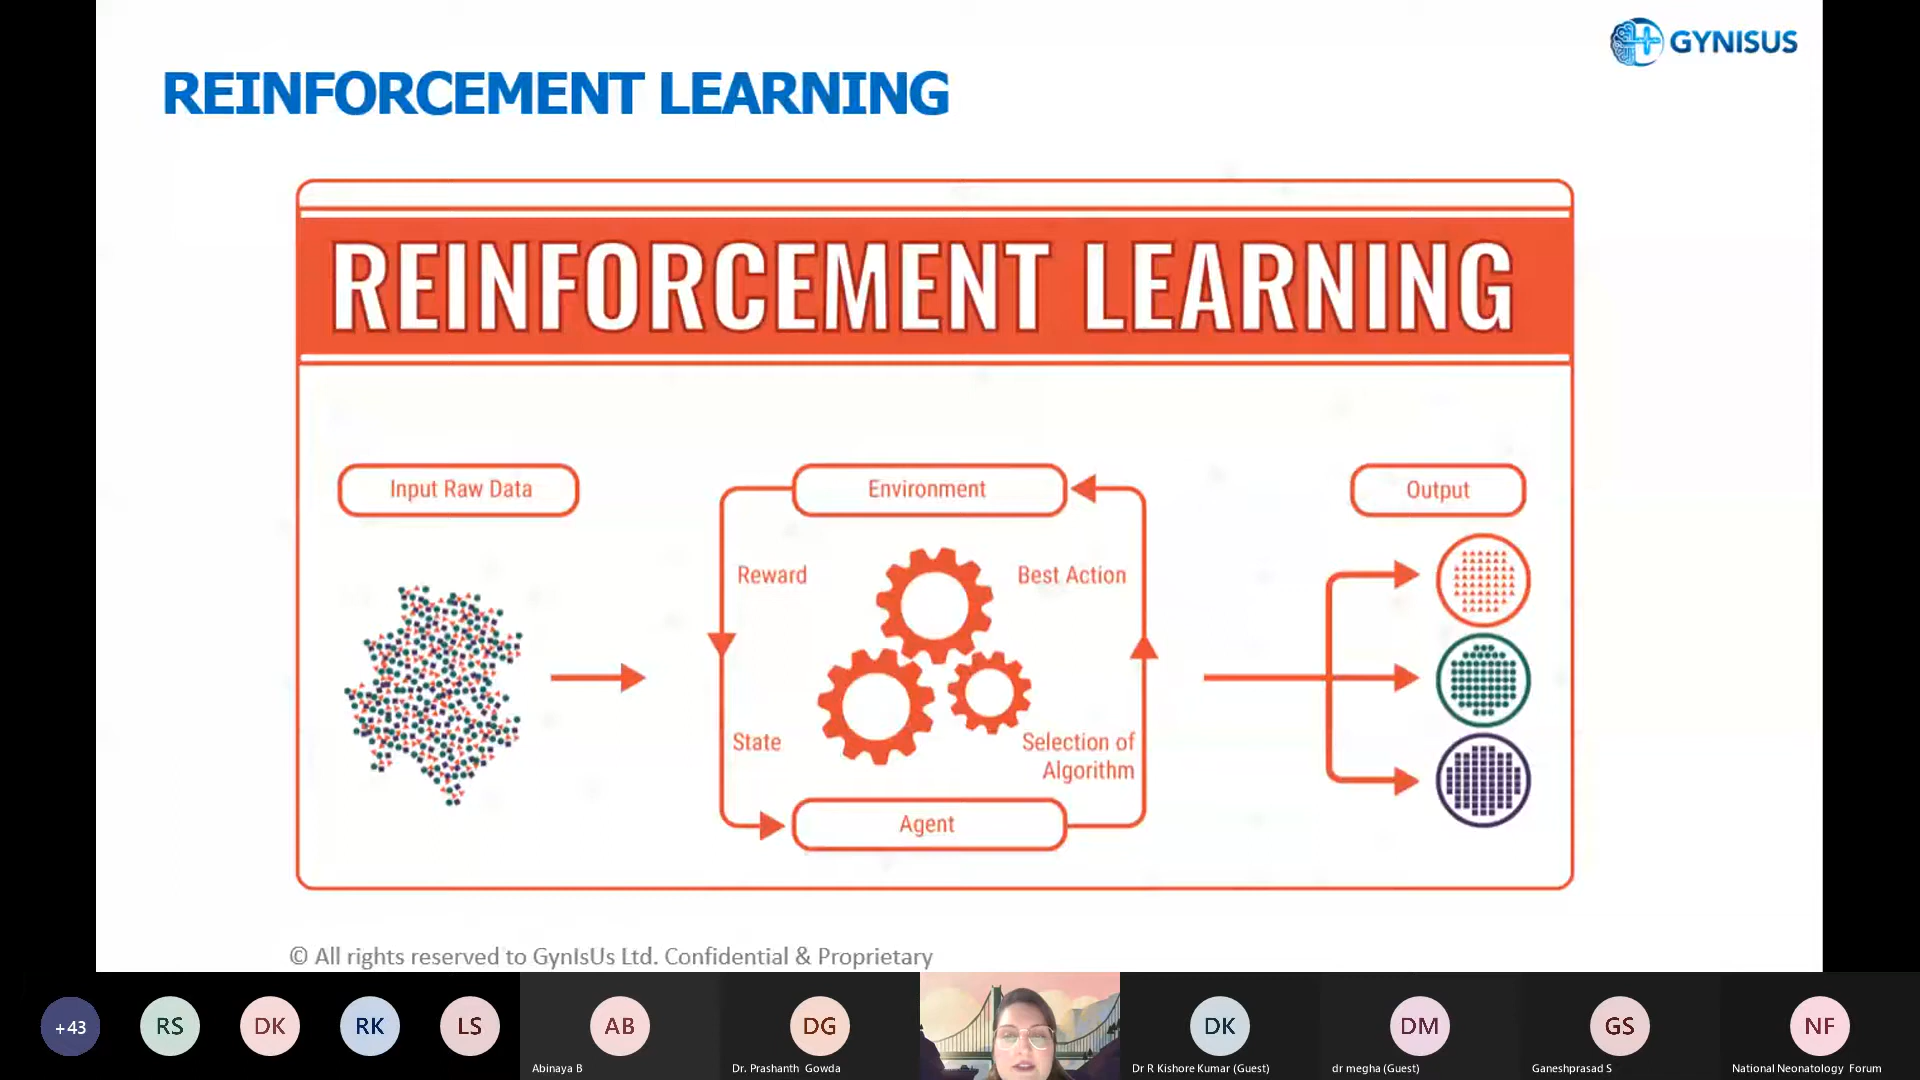 GYNISUS
REINFORCEMENT LEARNING
REINFORCEMENT LEARNING
Input Raw Data
Environment
Output
Reward
Best Action
State
Selection of
Algorithm
Agent
© All rights reserved to GynIsUs Ltd. Confidential & Proprietary
+43
RS
DK
RK
LS
AB
DG
DK
DM
GS
NF
Abinaya B
Dr. Prashanth Gowda
Dr R Kishore Kumar (Guest)
dr megha (Guest)
Ganeshprasad S
National Neonatology Forum